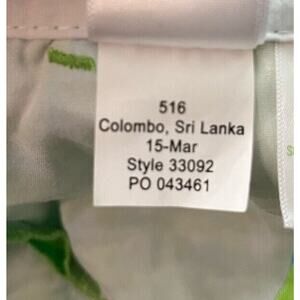 516
Colombo, Sri Lanka
15-Mar
Style 33092
PO 043461